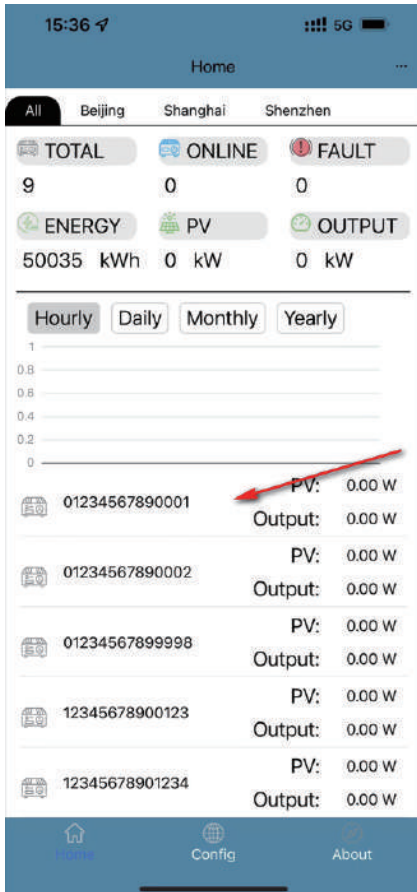 15:36 5G
Home ...
All Beijing Shanghai Shenzhen
TOTAL ONLINE FAULT
9 0 0
ENERGY PV OUTPUT
50035 kWh 0 kW 0 kW
Hourly Daily Monthly Yearly
1
0.8
0.6
0.4
0.2
0
PV: 0.00 W
01234567890001
Output: 0.00 W
PV: 0.00 W
01234567890002
Output: 0.00 W
PV: 0.00 W
01234567899998
Output: 0.00 W
PV: 0.00 W
12345678900123
Output: 0.00 W
PV: 0.00 W
12345678901234
Output: 0.00 W
Home Config About